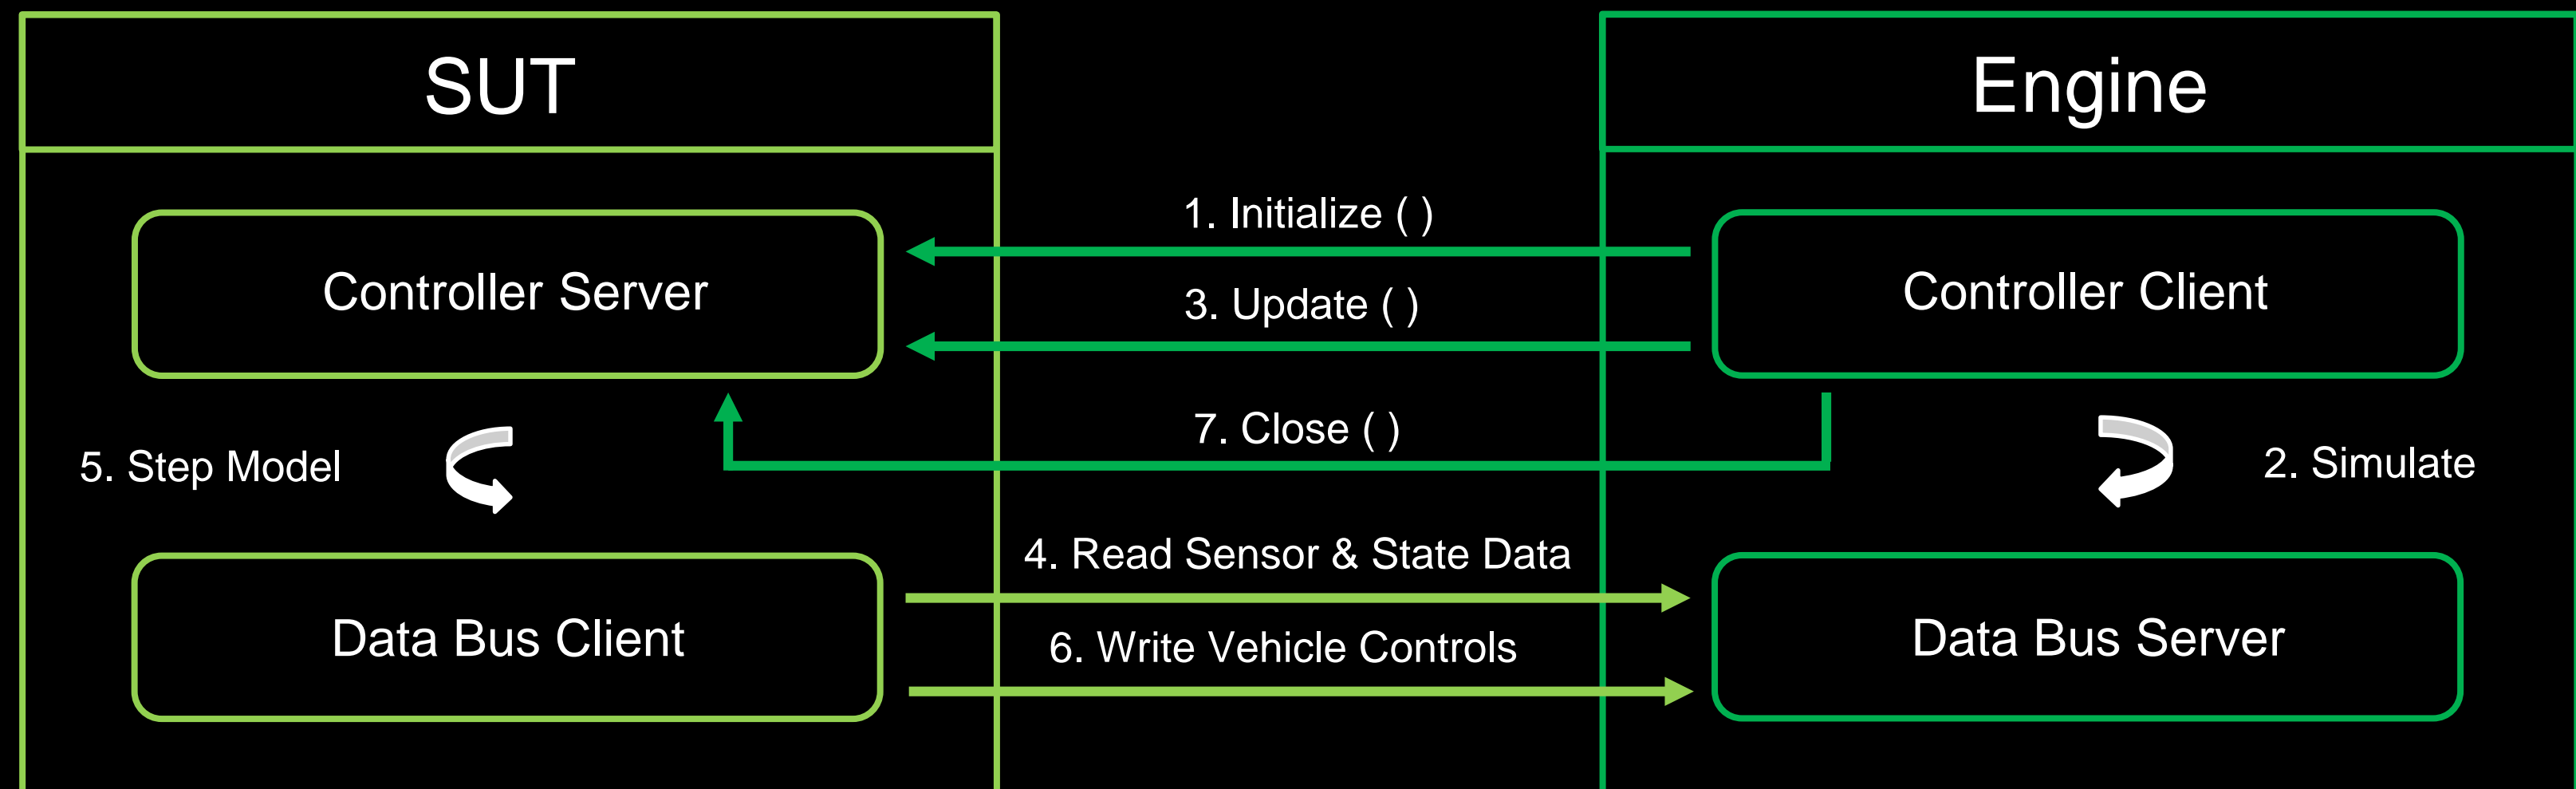 SUT
Engine
1. Initialize ( )
Controller Server
3. Update ( )
Controller Client
7. Close ( )
5. Step Model
2. Simulate
4. Read Sensor & State Data
Data Bus Client
6. Write Vehicle Controls
Data Bus Server